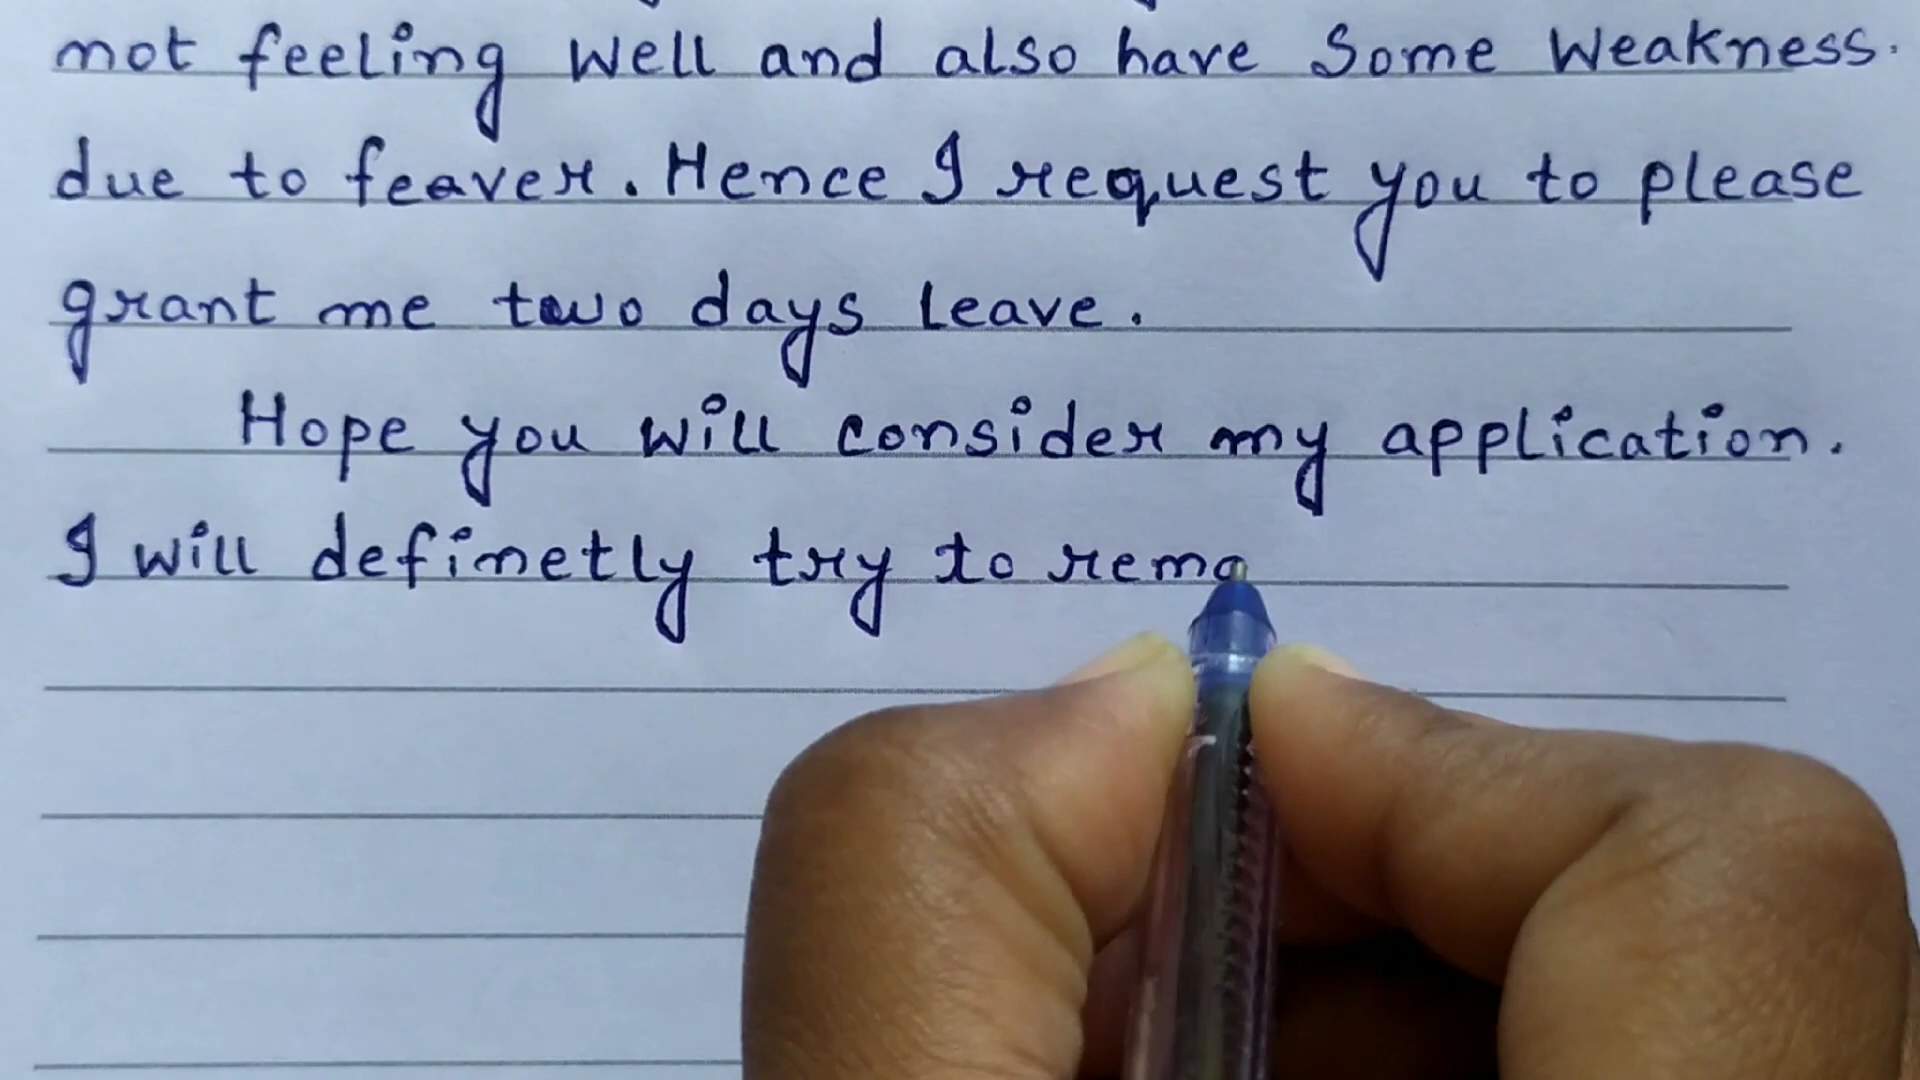 not feeling well and also have Some Weakness.
due to feaver. Hence I request you to please
grant me two days leave.
Hope you will consider my application.
I will definetly try to rema